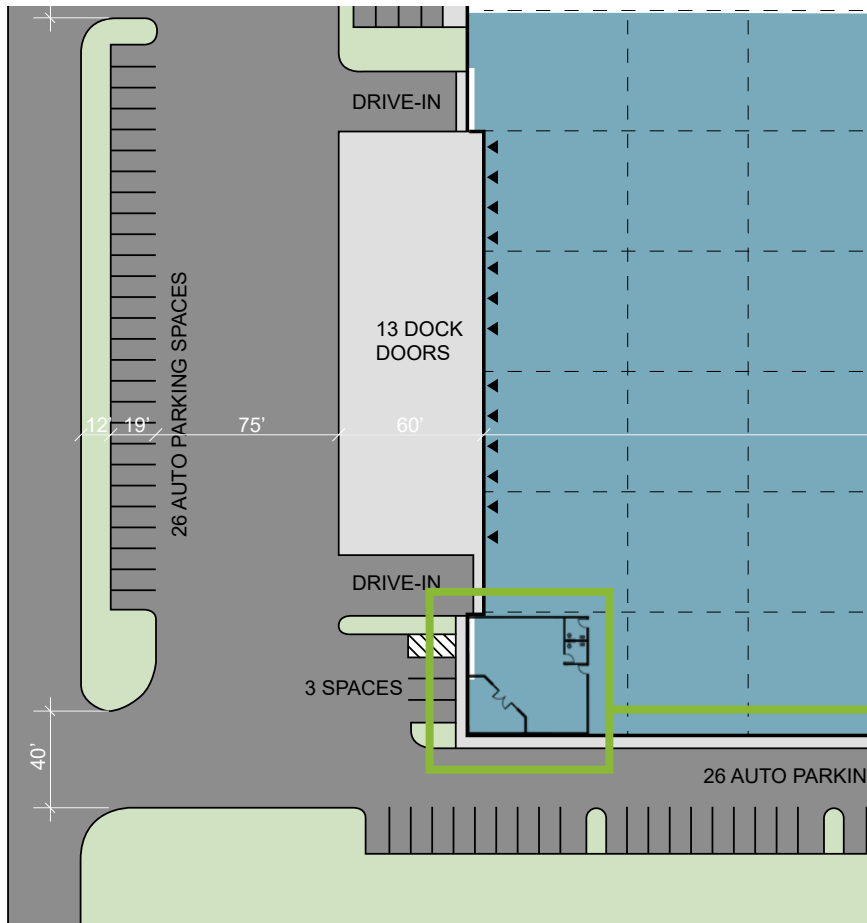 DRIVE-IN
13 DOCK
DOORS
26 AUTO PARKING SPACES
12' 19' 75' 60'
DRIVE-IN
3 SPACES
40'
26 AUTO PARKIN